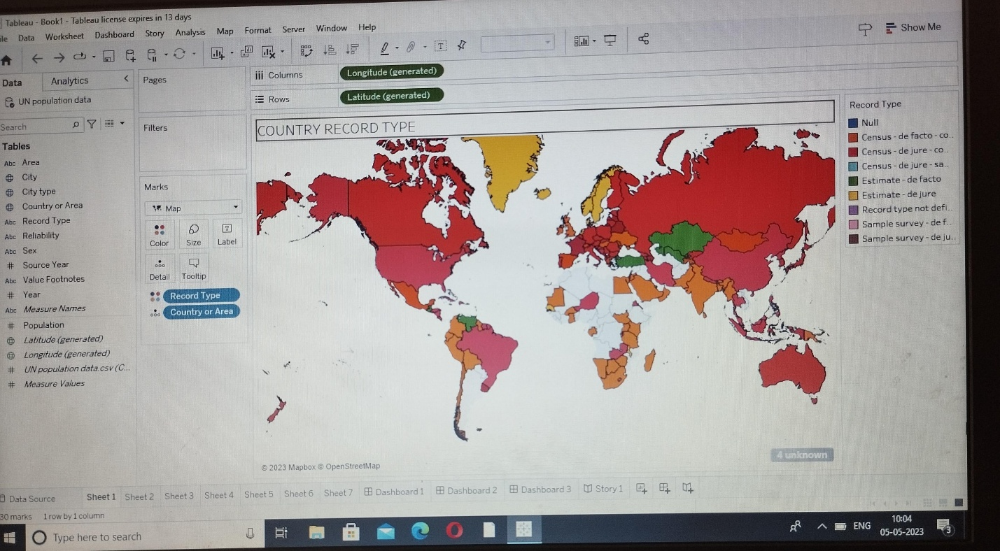 Tableau - Book1 - Tableau license expires in 13 days
ile Data Worksheet Dashboard Story Analysis Map Format Server Window Help
Show Me
Data Analytics
UN population data
Search
Tables
Abc Area
City
City type
Country or Area
Abc Record Type
Abc Reliability
Abc Sex
# Source Year
Abc Value Footnotes
# Year
Abc Measure Names
# Population
Latitude (generated)
Longitude (generated)
# UN population data.csv (C...
# Measure Values
Pages
Filters
Marks
Map
Color Size Label
Detail Tooltip
Record Type
Country or Area
Columns Longitude (generated)
Rows Latitude (generated)
COUNTRY RECORD TYPE
© 2023 Mapbox © OpenStreetMap
4 unknown
Record Type
Null
Census - de facto - co..
Census - de jure - co..
Census - de jure - sa..
Estimate - de facto
Estimate - de jure
Record type not defi..
Sample survey - de f..
Sample survey - de ju..
Data Source Sheet 1 Sheet 2 Sheet 3 Sheet 4 Sheet 5 Sheet 6 Sheet 7 Dashboard 1 Dashboard 2 Dashboard 3 Story 1
30 marks 1 row by 1 column
Type here to search
ENG
10:04
05-05-2023
3